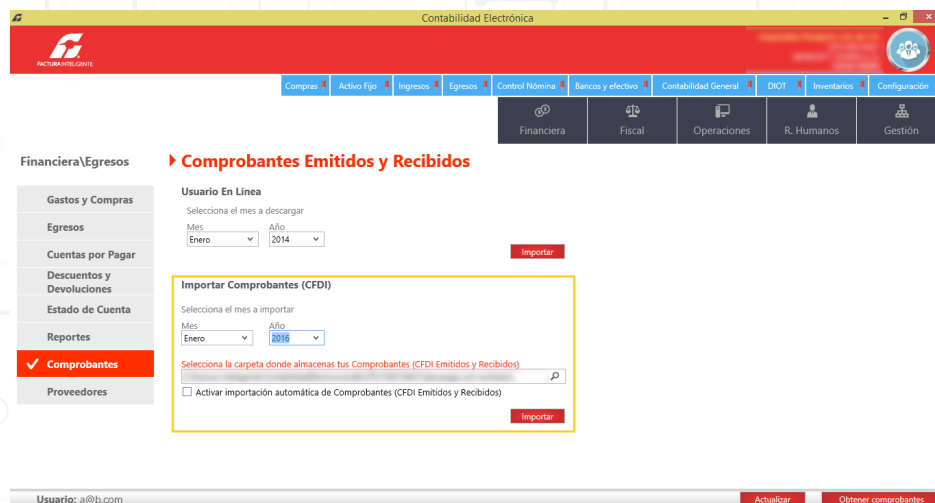 Contabilidad Electrónica
FACTURA INTELIGENTE
Compras Activo Fijo Ingresos Egresos Control Nómina Bancos y efectivo Contabilidad General DIOT Inventarios Configuración
Financiera Fiscal Operaciones R. Humanos Gestión
Financiera\Egresos
Comprobantes Emitidos y Recibidos
Gastos y Compras
Egresos
Cuentas por Pagar
Descuentos y
Devoluciones
Estado de Cuenta
Reportes
Comprobantes
Proveedores
Usuario En Línea
Selecciona el mes a descargar
Mes Año
Enero 2014
Importar
Importar Comprobantes (CFDI)
Selecciona el mes a importar
Mes Año
Enero 2016
Selecciona la carpeta donde almacenas tus Comprobantes (CFDI Emitidos y Recibidos)
Activar importación automática de Comprobantes (CFDI Emitidos y Recibidos)
Importar
Usuario: a@b.com
Actualizar Obtener comprobantes